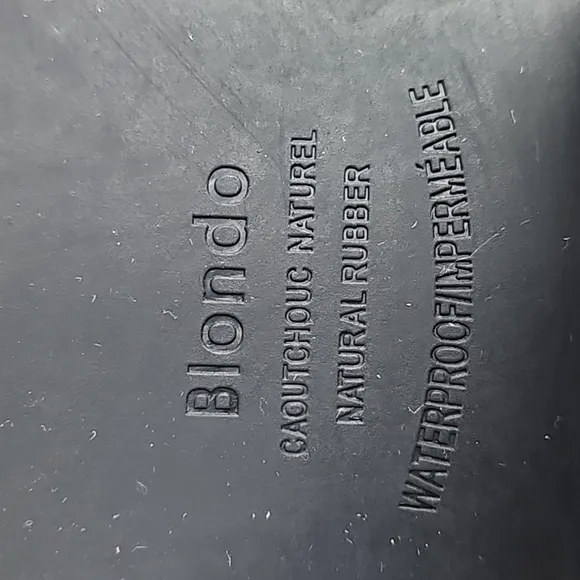 Blondo
CAOUTCHOUC NATUREL
NATURAL RUBBER
WATERPROOF/IMPERMÉABLE